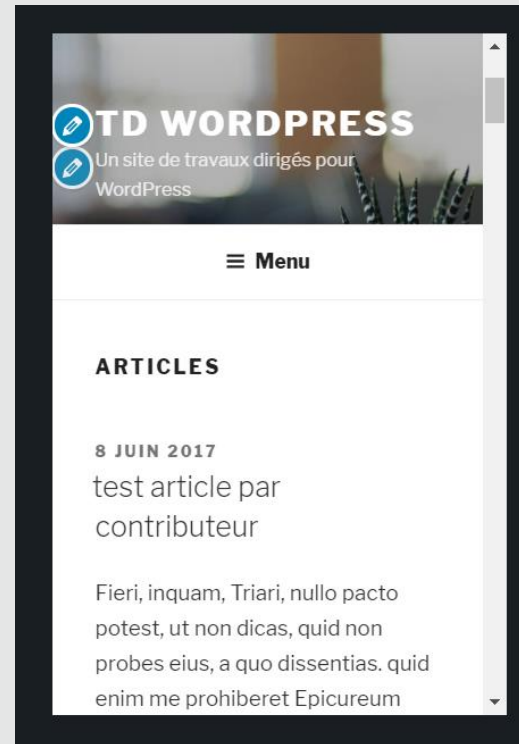 TD WORDPRESS
Un site de travaux dirigés pour
WordPress
Menu
ARTICLES
8 JUIN 2017
test article par
contributeur
Fieri, inquam, Triari, nullo pacto
potest, ut non dicas, quid non
probes eius, a quo dissentias. quid
enim me prohiberet Epicureum